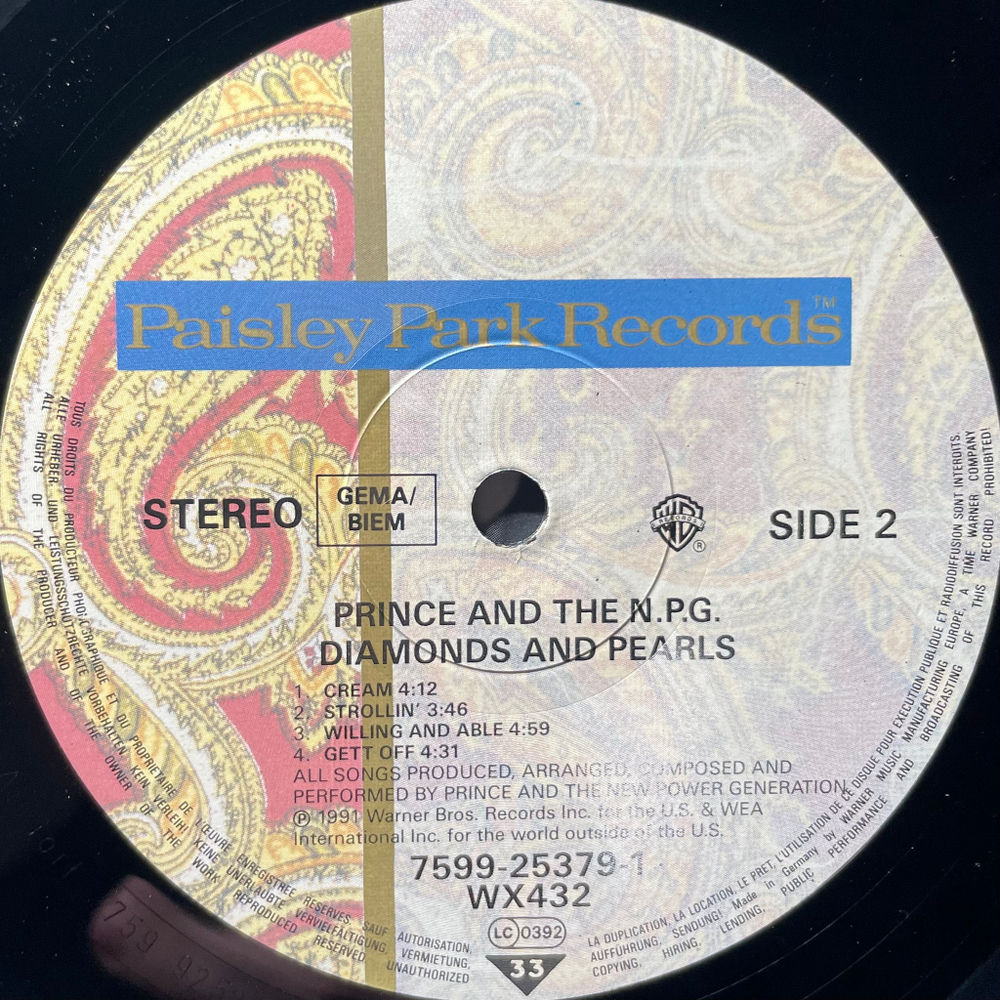 Paisley Park Records™
STEREO
GEMA/
BIEM
WB
RECORDS
®
SIDE 2
PRINCE AND THE N.P.G.
DIAMONDS AND PEARLS
1. CREAM 4:12
2. STROLLIN' 3:46
3. WILLING AND ABLE 4:59
4. GETT OFF 4:31
ALL SONGS PRODUCED, ARRANGED, COMPOSED AND
PERFORMED BY PRINCE AND THE NEW POWER GENERATION
℗ 1991 Warner Bros. Records Inc. for the U.S. & WEA
International Inc. for the world outside of the U.S.
7599-25379-1
WX432
LC 0392
33
TOUS DROITS DU PRODUCTEUR PHONOGRAPHIQUE ET DU PROPRIETAIRE DE L'ŒUVRE ENREGISTREE RESERVES. SAUF AUTORISATION,
LA DUPLICATION, LA LOCATION, LE PRET, L'UTILISATION DE CE DISQUE POUR EXECUTION PUBLIQUE ET RADIODIFFUSION SONT INTERDITS.
ALLE URHEBER UND LEISTUNGSSCHUTZRECHTE VORBEHALTEN. KEIN VERLEIH! KEINE UNERLAUBTE VERVIELFÄLTIGUNG, VERMIETUNG,
AUFFÜHRUNG, SENDUNG! Made in Germany by WARNER MUSIC MANUFACTURING EUROPE, A TIME WARNER COMPANY
ALL RIGHTS OF THE PRODUCER AND OF THE OWNER OF THE WORK REPRODUCED RESERVED. UNAUTHORIZED
COPYING, HIRING, LENDING, PUBLIC PERFORMANCE AND BROADCASTING OF THIS RECORD PROHIBITED!